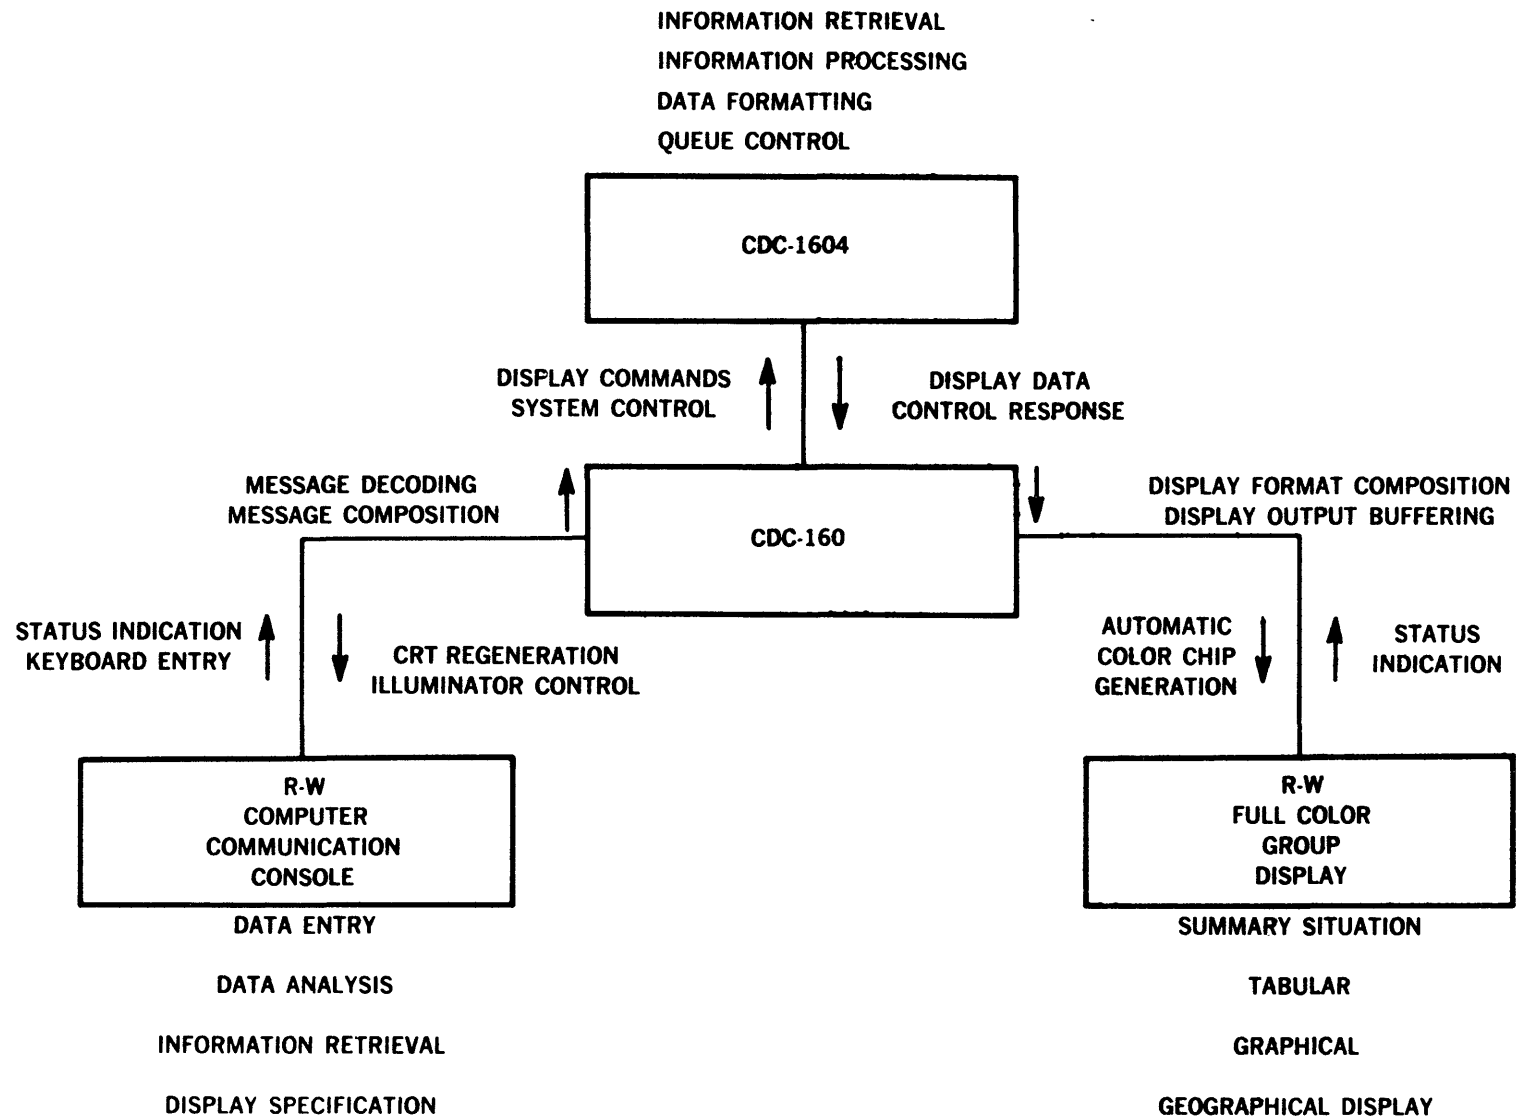 INFORMATION RETRIEVAL
INFORMATION PROCESSING
DATA FORMATTING
QUEUE CONTROL
CDC-1604
DISPLAY COMMANDS
SYSTEM CONTROL
DISPLAY DATA
CONTROL RESPONSE
MESSAGE DECODING
MESSAGE COMPOSITION
CDC-160
DISPLAY FORMAT COMPOSITION
DISPLAY OUTPUT BUFFERING
STATUS INDICATION
KEYBOARD ENTRY
CRT REGENERATION
ILLUMINATOR CONTROL
AUTOMATIC
COLOR CHIP
GENERATION
STATUS
INDICATION
R-W
COMPUTER
COMMUNICATION
CONSOLE
DATA ENTRY
DATA ANALYSIS
INFORMATION RETRIEVAL
DISPLAY SPECIFICATION
R-W
FULL COLOR
GROUP
DISPLAY
SUMMARY SITUATION
TABULAR
GRAPHICAL
GEOGRAPHICAL DISPLAY